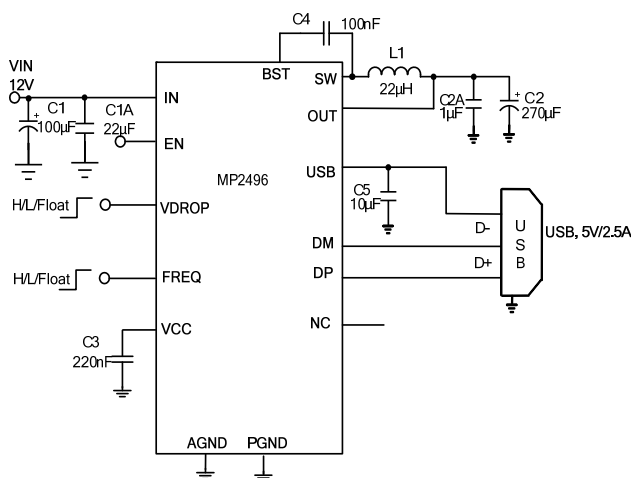 C4
100nF
VIN
12V
C1
100µF
C1A
22µF
BST
SW
L1
22µH
IN
OUT
C2A
1µF
C2
270µF
EN
MP2496
USB
C5
10µF
H/L/Float
VDROP
D-
USB
USB, 5V/2.5A
DM
D+
H/L/Float
FREQ
DP
VCC
NC
C3
220nF
AGND
PGND